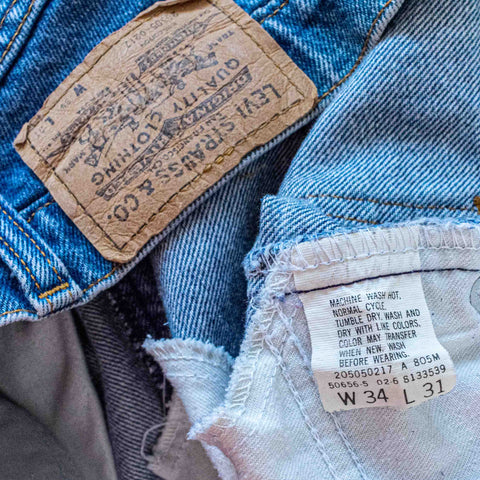 LEVI STRAUSS & CO.
QUALITY CLOTHING
W
L
MACHINE WASH HOT,
NORMAL CYCLE.
TUMBLE DRY. WASH AND
DRY WITH LIKE COLORS.
COLOR MAY TRANSFER
WHEN NEW. WASH
BEFORE WEARING.
205050217 A 805M
50656-5 02-6 8133539
W 34 L 31